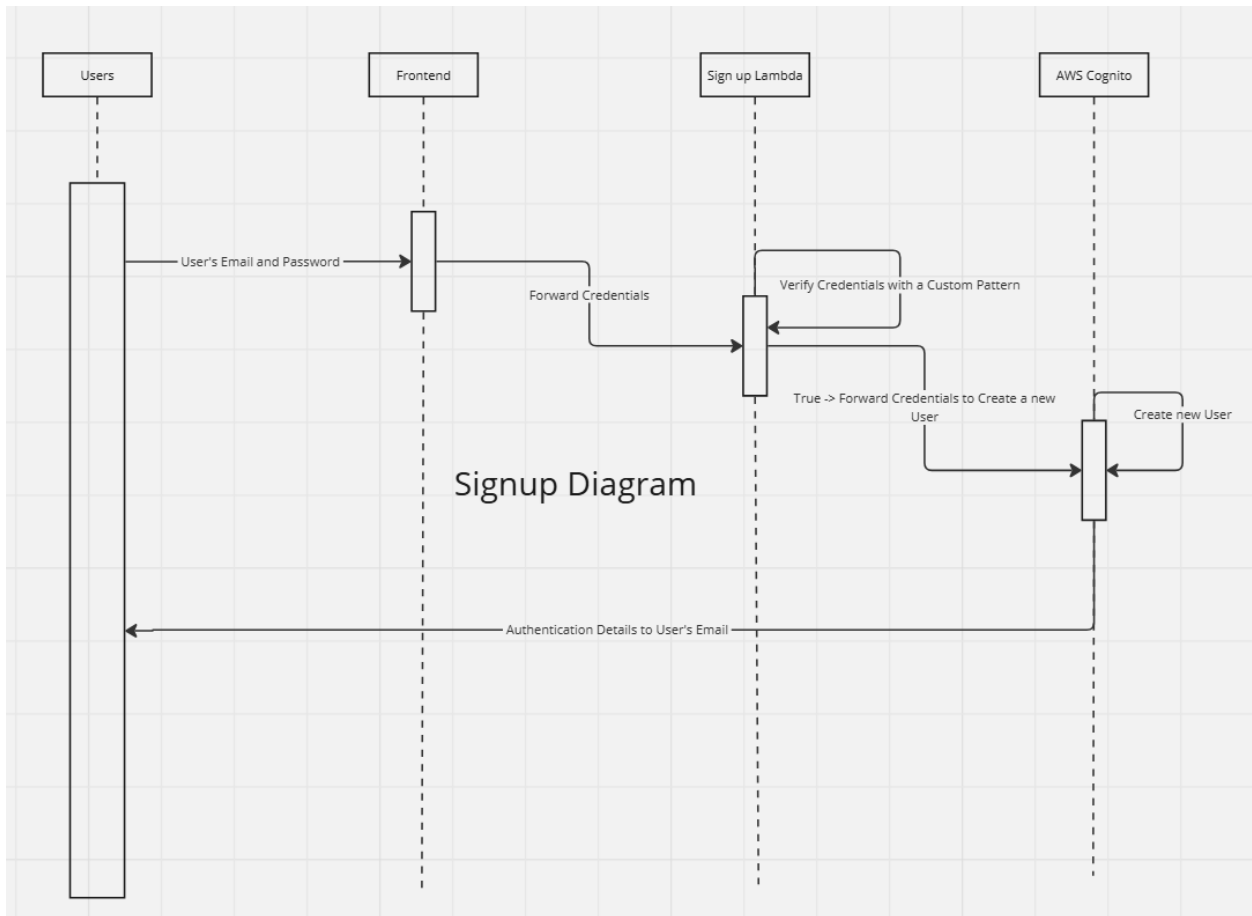 Users
Frontend
Sign up Lambda
AWS Cognito
User's Email and Password
Forward Credentials
Verify Credentials with a Custom Pattern
True -> Forward Credentials to Create a new
User
Create new User
Signup Diagram
Authentication Details to User's Email